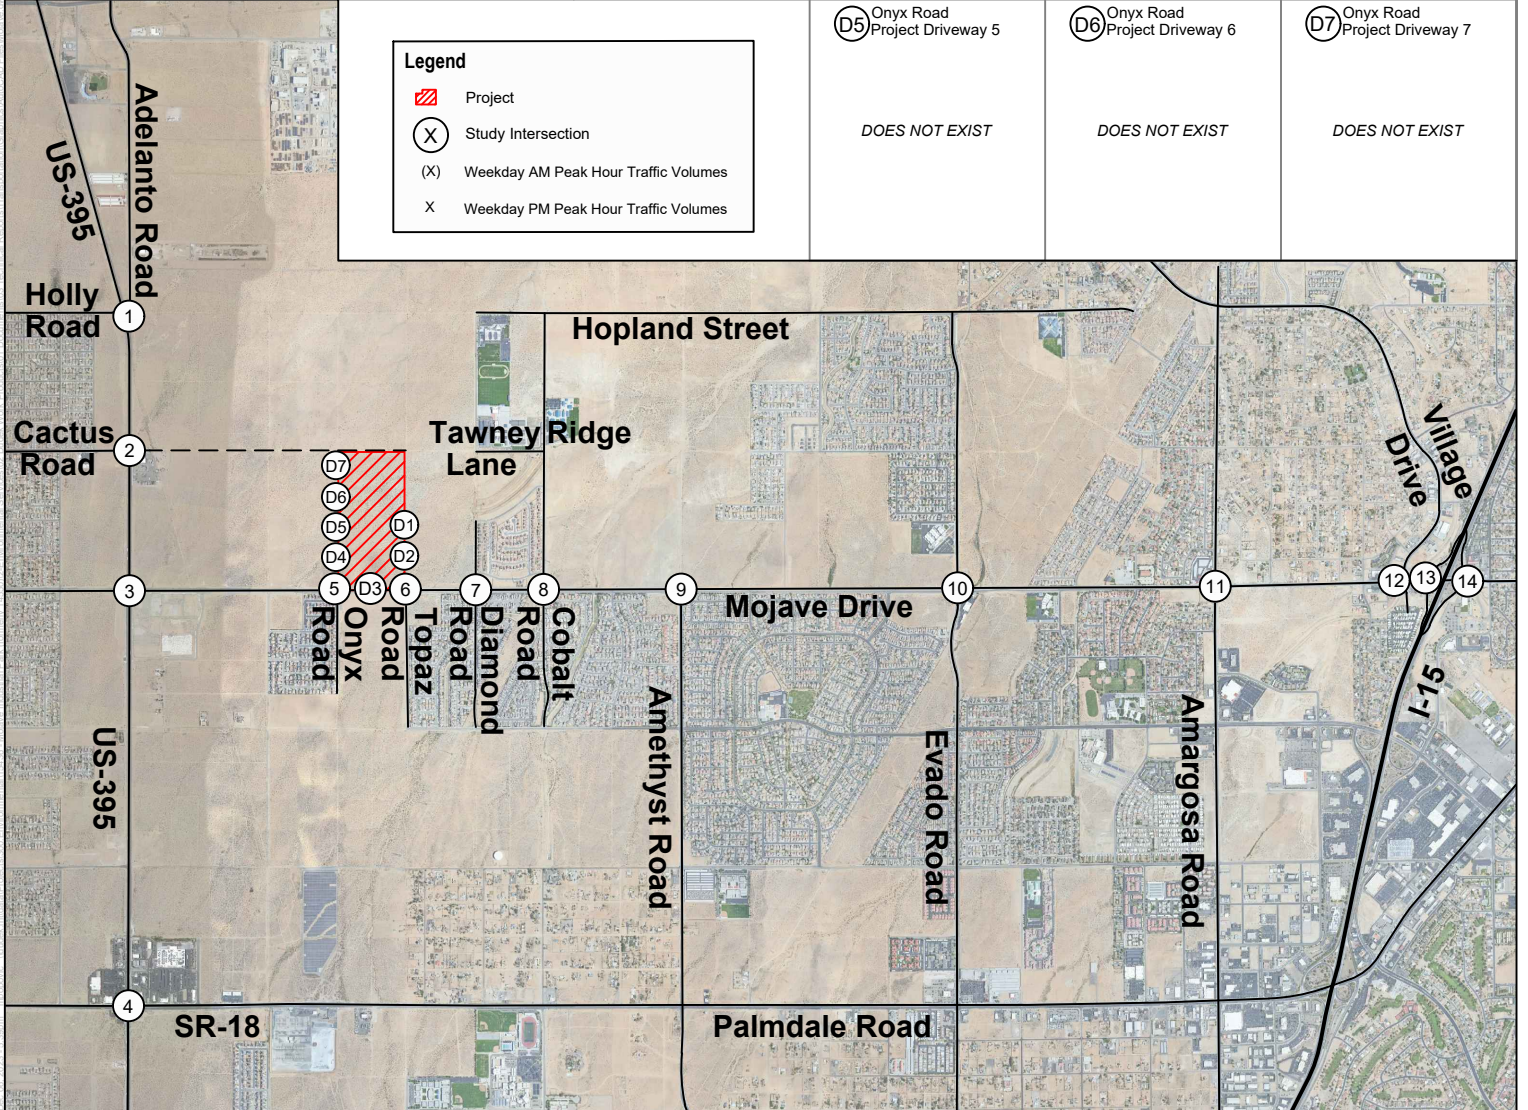 D5
Onyx Road
Project Driveway 5
DOES NOT EXIST
D6
Onyx Road
Project Driveway 6
DOES NOT EXIST
D7
Onyx Road
Project Driveway 7
DOES NOT EXIST
Legend
Project
X
Study Intersection
(X)
Weekday AM Peak Hour Traffic Volumes
X
Weekday PM Peak Hour Traffic Volumes
US-395
Adelanto Road
Holly
Road
1
Hopland Street
Cactus
Road
2
Tawney Ridge
Lane
Village
Drive
D7
D6
D5
D4
D1
D2
3
5
D3
6
7
8
9
10
11
12
13
14
Mojave Drive
Onyx
Road
Topaz
Road
Diamond
Road
Cobalt
Road
Amethyst Road
Evado Road
Amargosa Road
I-15
US-395
4
SR-18
Palmdale Road